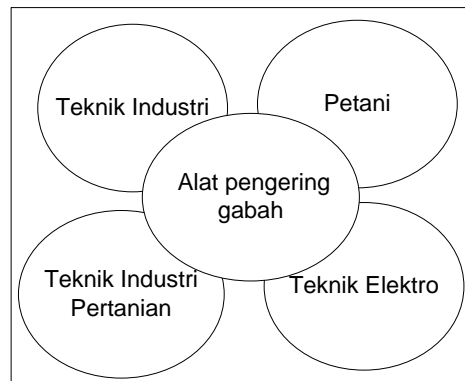 Teknik Industri
Petani
Alat pengering
gabah
Teknik Industri
Pertanian
Teknik Elektro